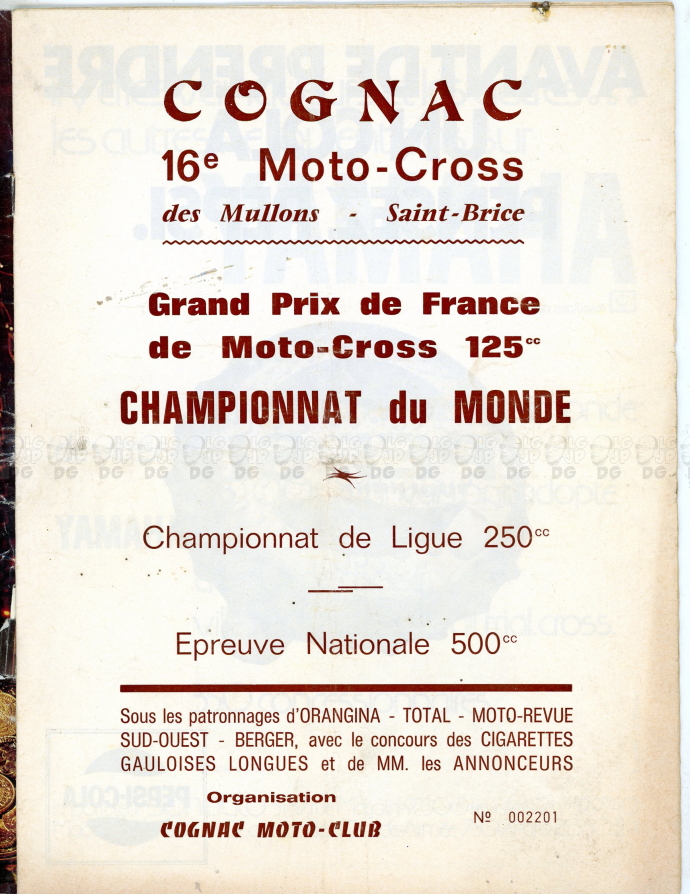 COGNAC
16e Moto-Cross
des Mullons - Saint-Brice
Grand Prix de France
de Moto-Cross 125cc
CHAMPIONNAT du MONDE
Championnat de Ligue 250cc
Epreuve Nationale 500cc
Sous les patronnages d'ORANGINA - TOTAL - MOTO-REVUE
SUD-OUEST - BERGER, avec le concours des CIGARETTES
GAULOISES LONGUES et de MM. les ANNONCEURS
Organisation
COGNAC MOTO-CLUB
Nº 002201